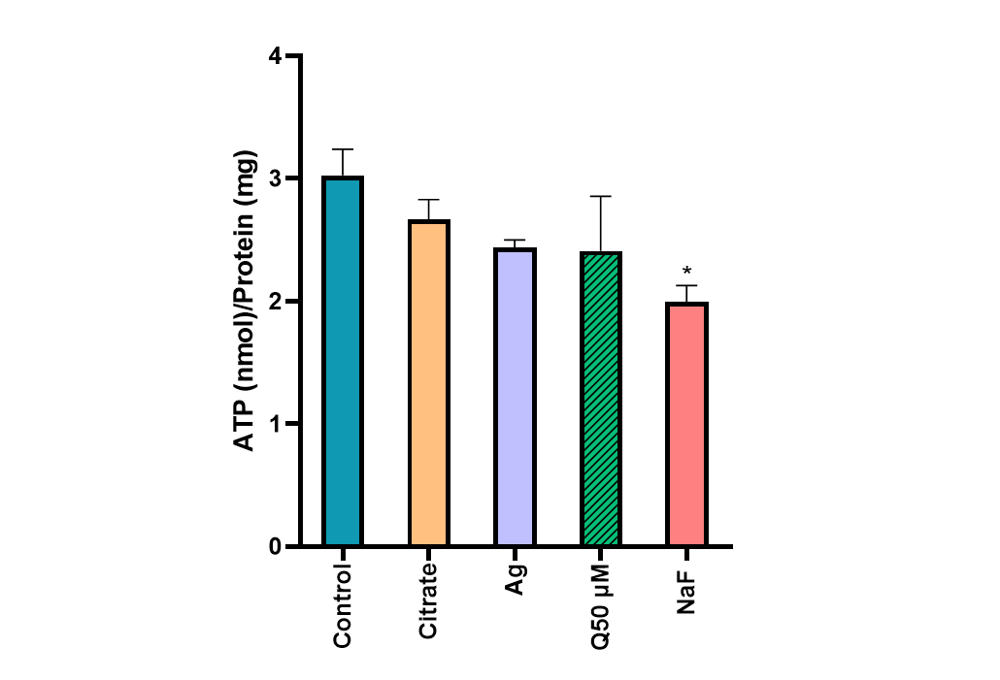 4
3
2
1
0
ATP (nmol)/Protein (mg)
*
Control
Citrate
Ag
Q50 µM
NaF